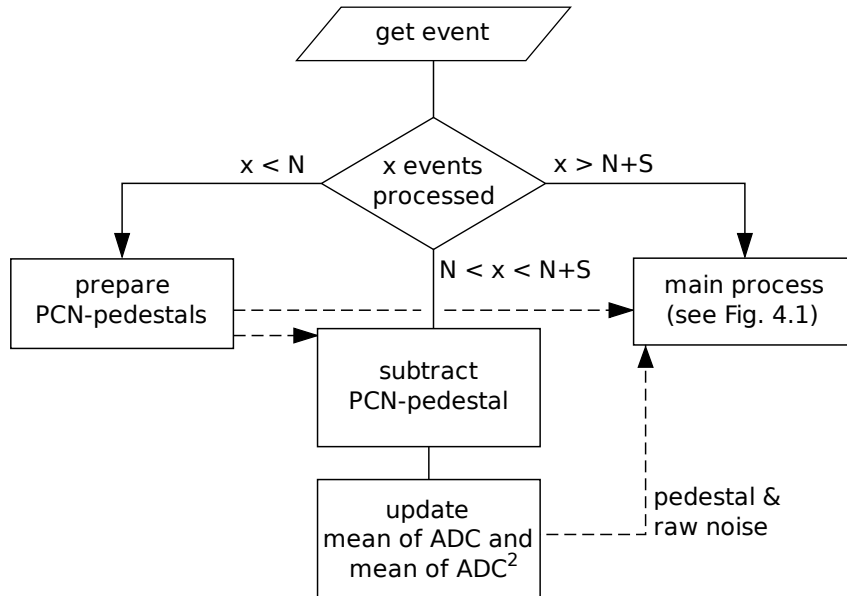 get event
x < N
x events
processed
x > N+S
N < x < N+S
prepare
PCN-pedestals
main process
(see Fig. 4.1)
subtract
PCN-pedestal
update
mean of ADC and
mean of ADC²
pedestal &
raw noise